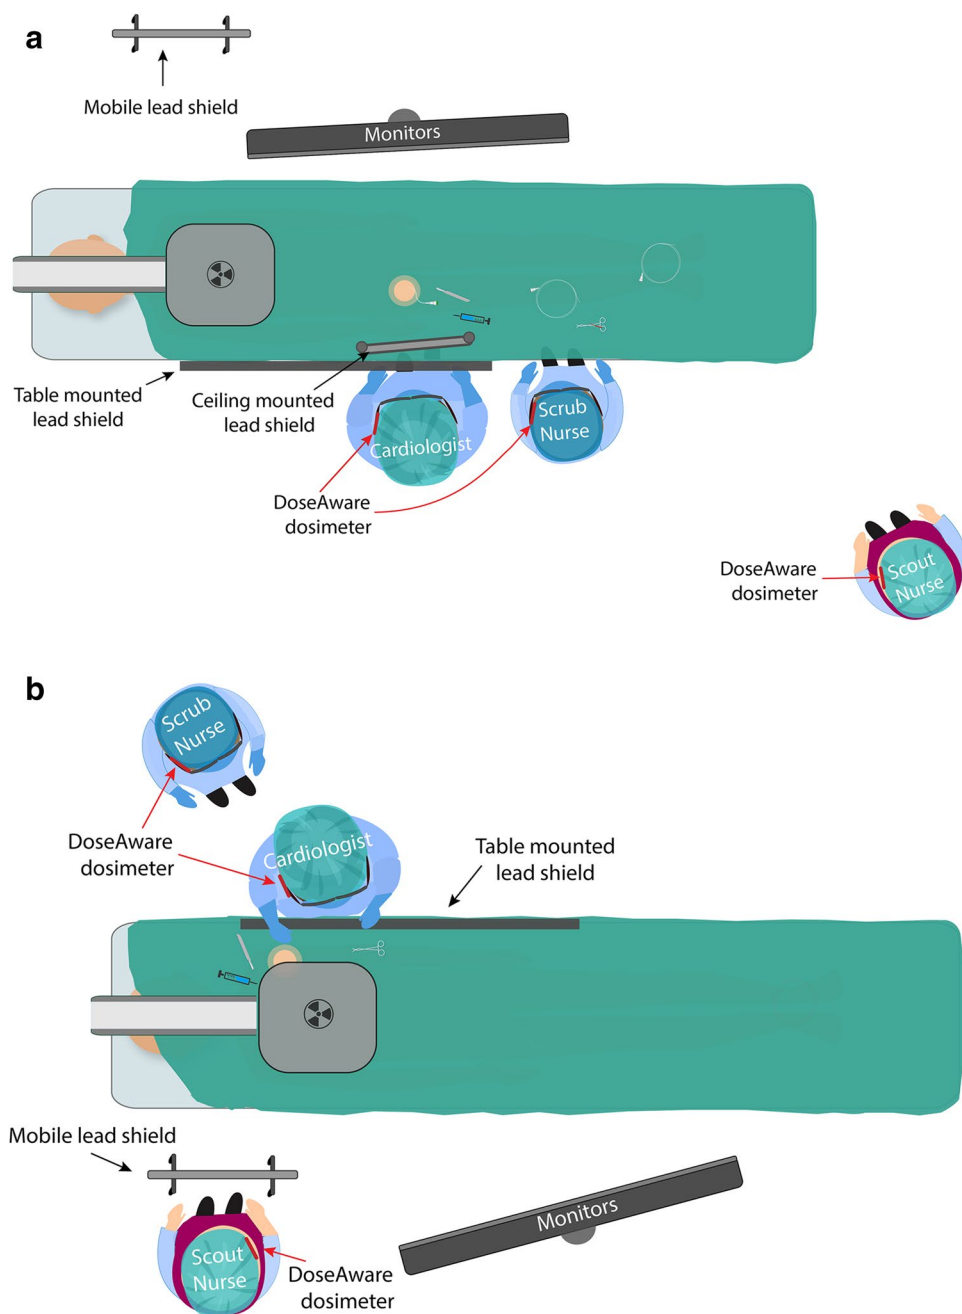 a
Mobile lead shield
Monitors
Table mounted
lead shield
Ceiling mounted
lead shield
Cardiologist
Scrub
Nurse
DoseAware
dosimeter
DoseAware
dosimeter
Scout
Nurse
b
Scrub
Nurse
DoseAware
dosimeter
Cardiologist
Table mounted
lead shield
Mobile lead shield
Monitors
Scout
Nurse
DoseAware
dosimeter